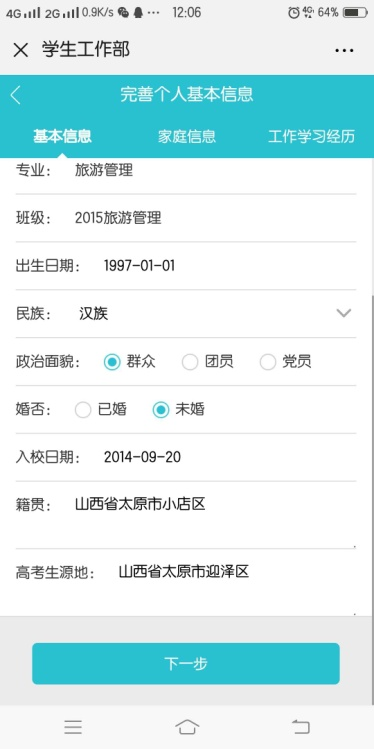 4G 2G 0.9K/s 12:06 4G 64%
学生工作部
完善个人基本信息
基本信息 家庭信息 工作学习经历
专业： 旅游管理
班级： 2015旅游管理
出生日期： 1997-01-01
民族： 汉族
政治面貌： 群众 团员 党员
婚否： 已婚 未婚
入校日期： 2014-09-20
籍贯： 山西省太原市小店区
高考生源地： 山西省太原市迎泽区
下一步